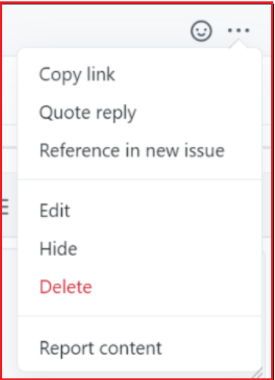 Copy link
Quote reply
Reference in new issue
Edit
Hide
Delete
Report content